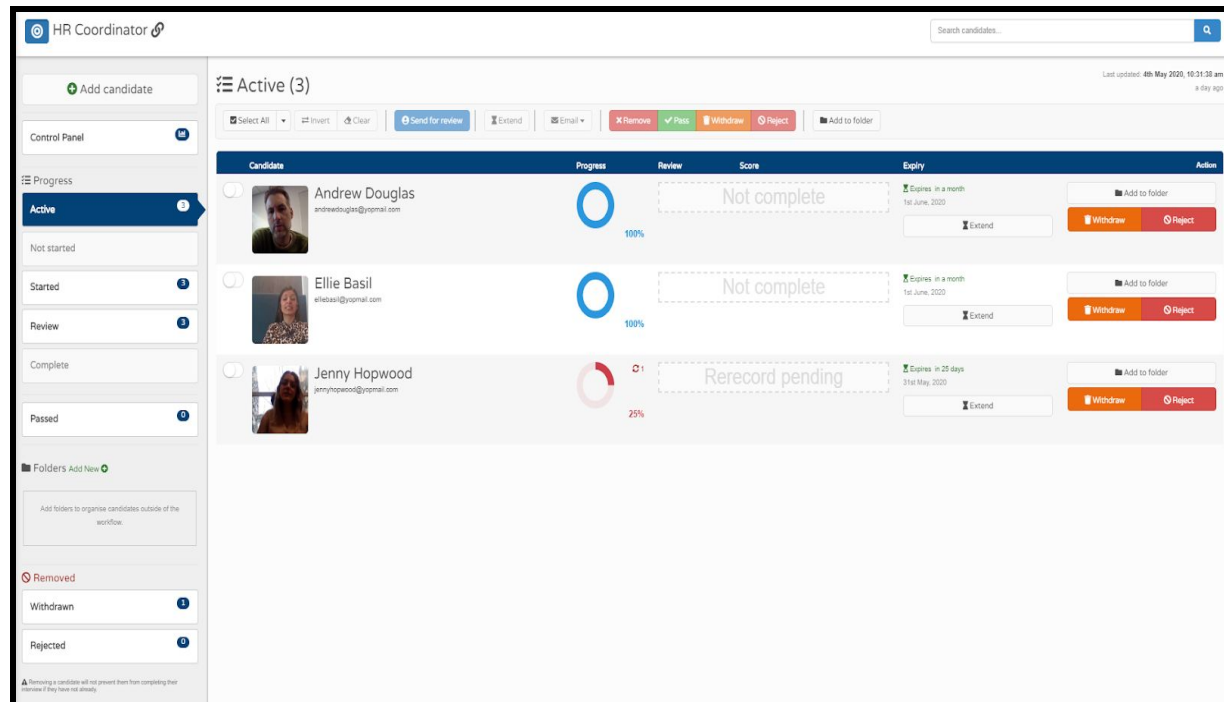 HR Coordinator
Search candidates...
Add candidate
Control Panel
Progress
Active 3
Not started
Started 3
Review 3
Complete
Passed 0
Folders Add New
Add folders to organise candidates outside of the
workflow.
Removed
Withdrawn 1
Rejected 0
Removing a candidate will not prevent them from completing their
interview if they have not already.
Active (3)
Last updated: 4th May 2020, 10:31:38 am
a day ago
Select All Invert Clear Send for review Extend Email Remove Pass Withdraw Reject Add to folder
Candidate Progress Review Score Expiry Action
Andrew Douglas
andrewdouglas@yopmail.com
100%
Not complete
Expires in a month
1st June, 2020
Extend
Add to folder
Withdraw Reject
Ellie Basil
elliebasil@yopmail.com
100%
Not complete
Expires in a month
1st June, 2020
Extend
Add to folder
Withdraw Reject
Jenny Hopwood
jennyhopwood@yopmail.com
1
25%
Rerecord pending
Expires in 25 days
31st May, 2020
Extend
Add to folder
Withdraw Reject